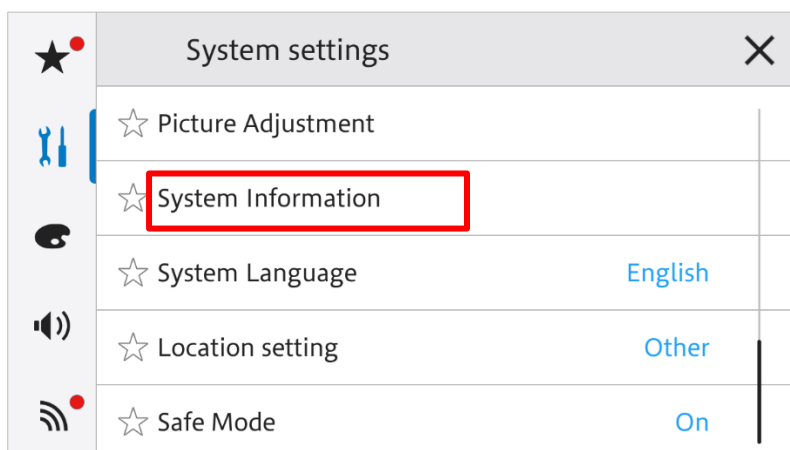 System settings
Picture Adjustment
System Information
System Language English
Location setting Other
Safe Mode On